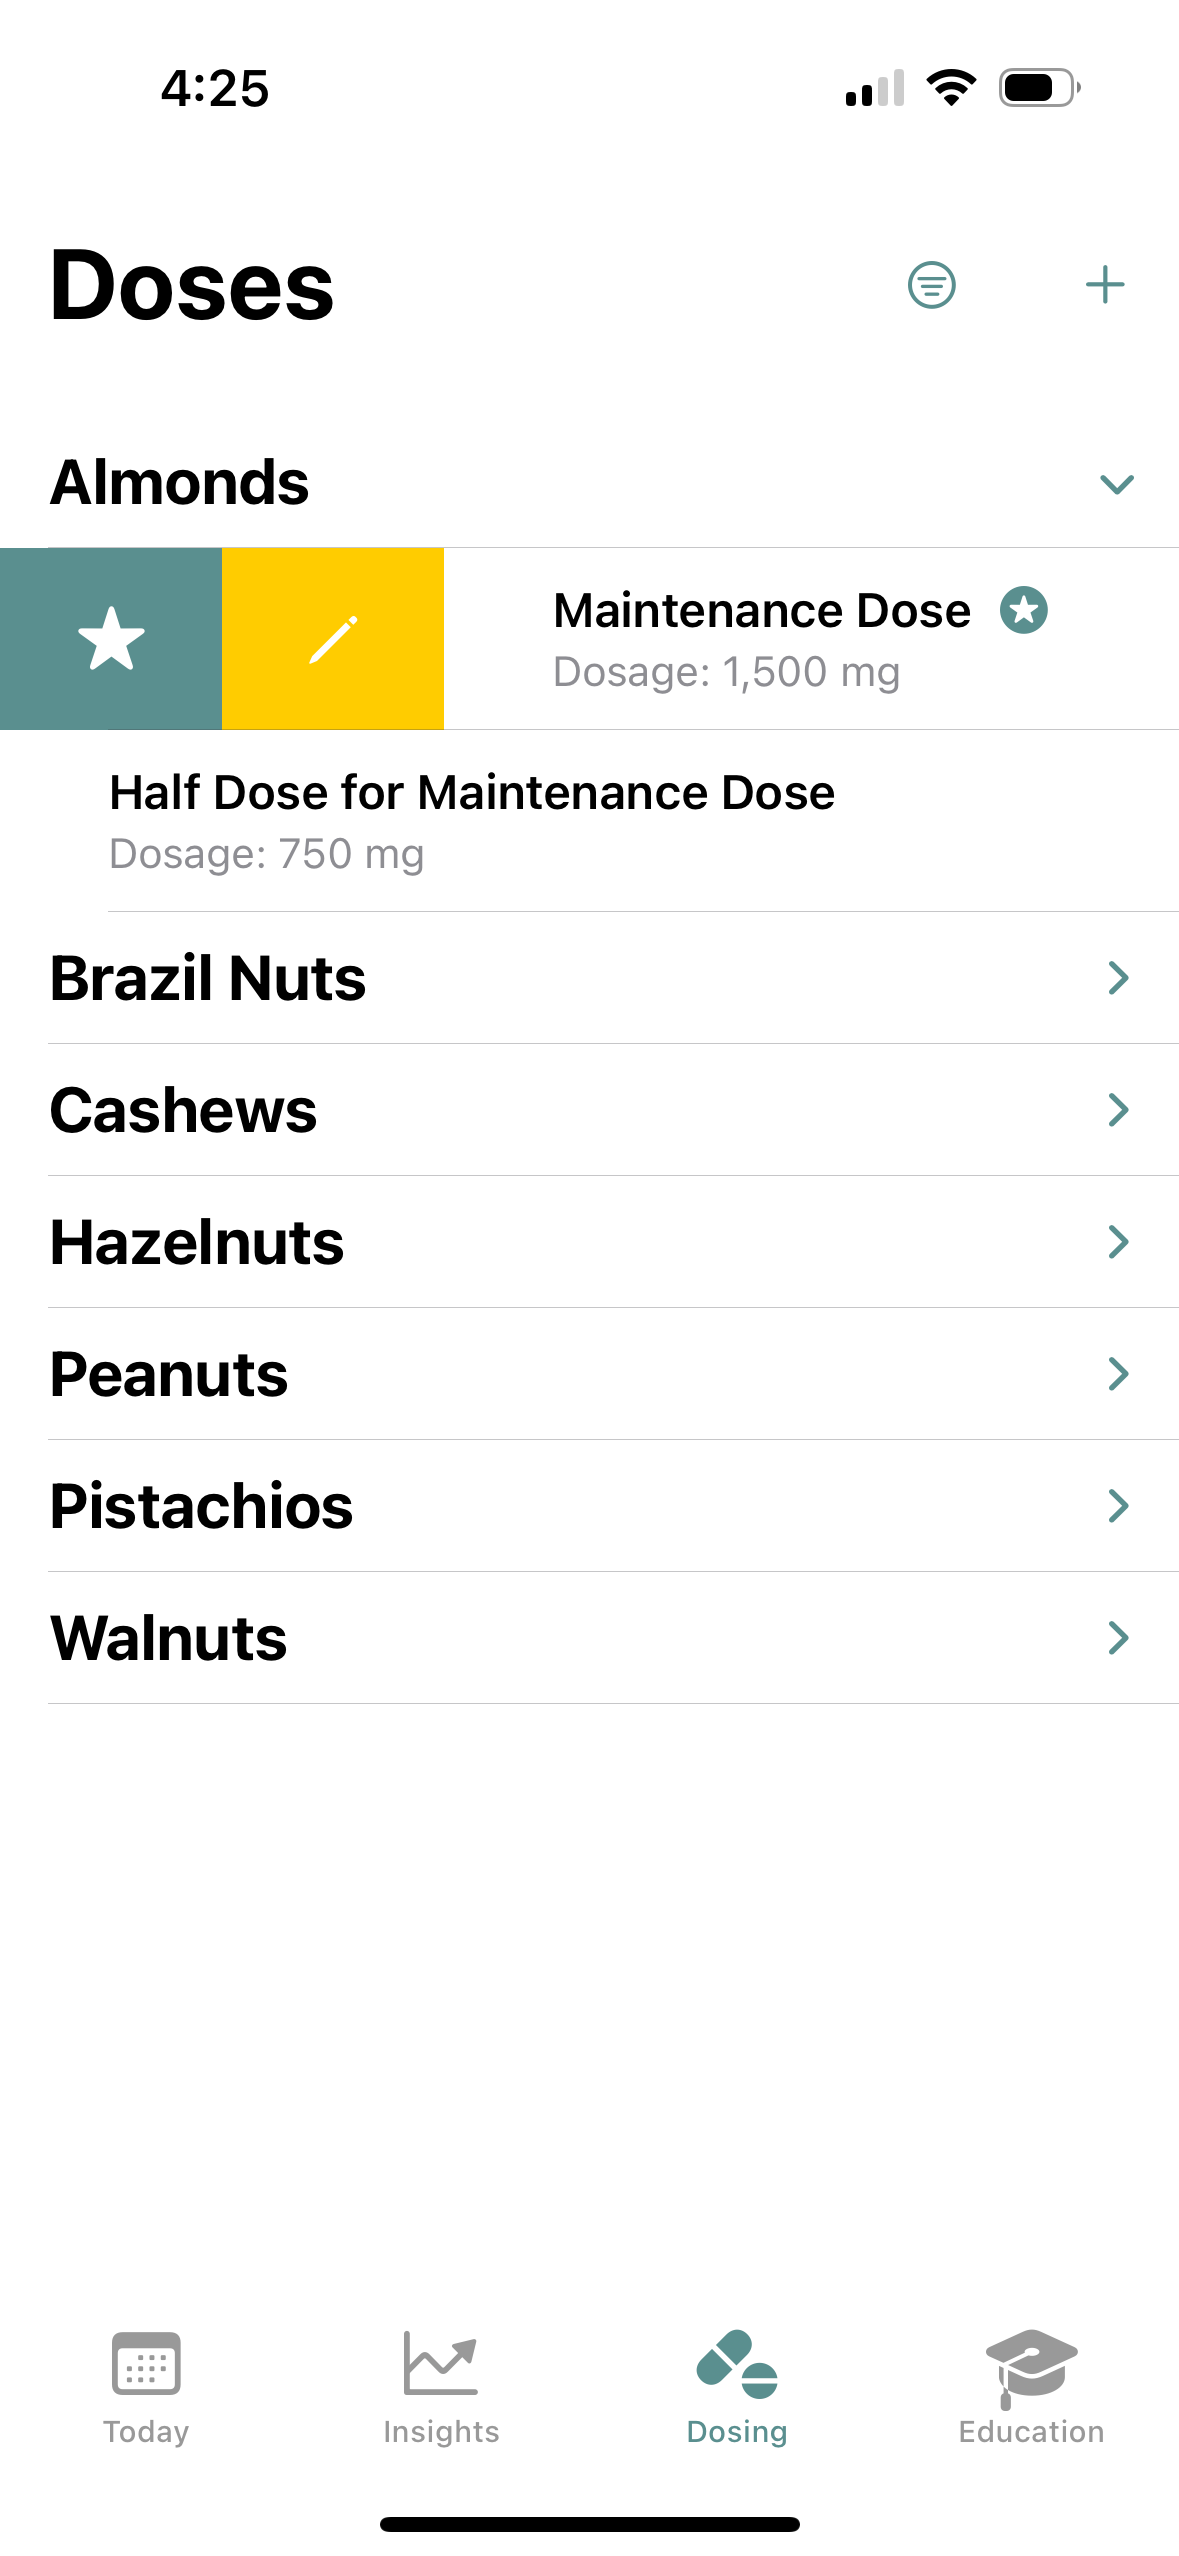 4:25
Doses
Almonds
Maintenance Dose
Dosage: 1,500 mg
Half Dose for Maintenance Dose
Dosage: 750 mg
Brazil Nuts
Cashews
Hazelnuts
Peanuts
Pistachios
Walnuts
Today
Insights
Dosing
Education